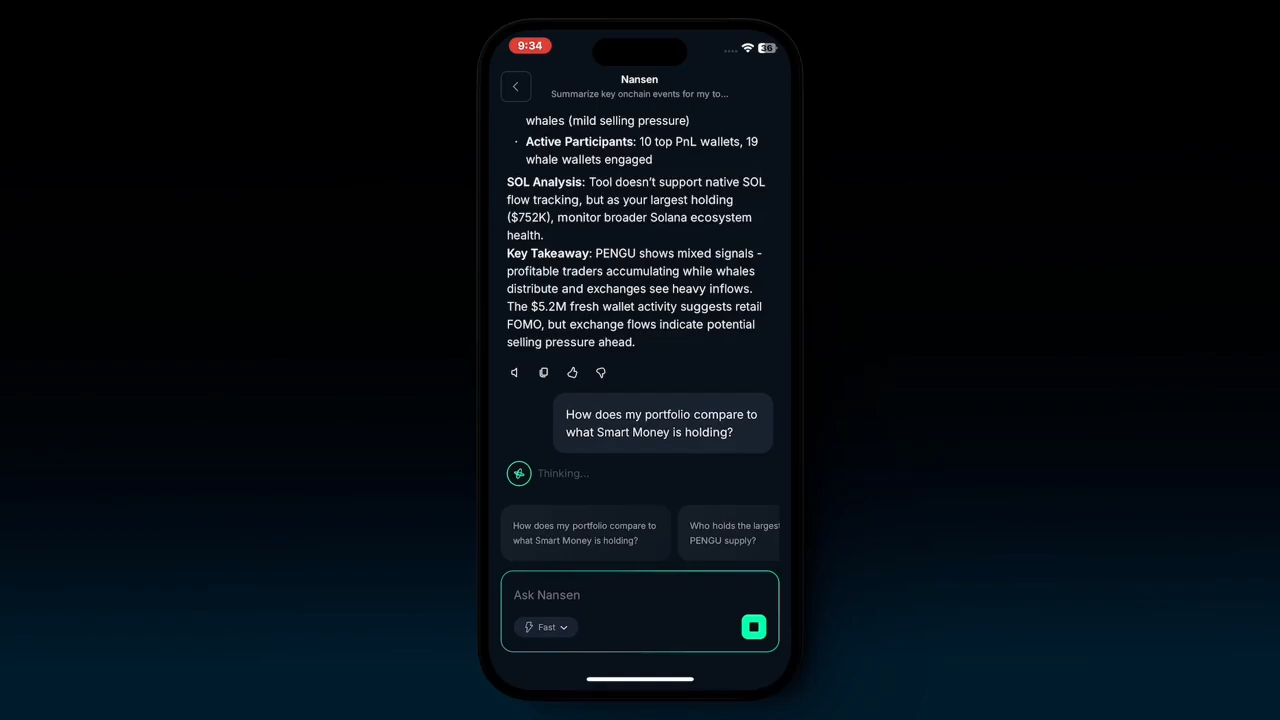 9:34
36
Nansen
Summarize key onchain events for my to...
whales (mild selling pressure)
· Active Participants: 10 top PnL wallets, 19
whale wallets engaged
SOL Analysis: Tool doesn't support native SOL
flow tracking, but as your largest holding
($752K), monitor broader Solana ecosystem
health.
Key Takeaway: PENGU shows mixed signals -
profitable traders accumulating while whales
distribute and exchanges see heavy inflows.
The $5.2M fresh wallet activity suggests retail
FOMO, but exchange flows indicate potential
selling pressure ahead.
How does my portfolio compare to
what Smart Money is holding?
Thinking...
How does my portfolio compare to
what Smart Money is holding?
Who holds the largest
PENGU supply?
Ask Nansen
Fast